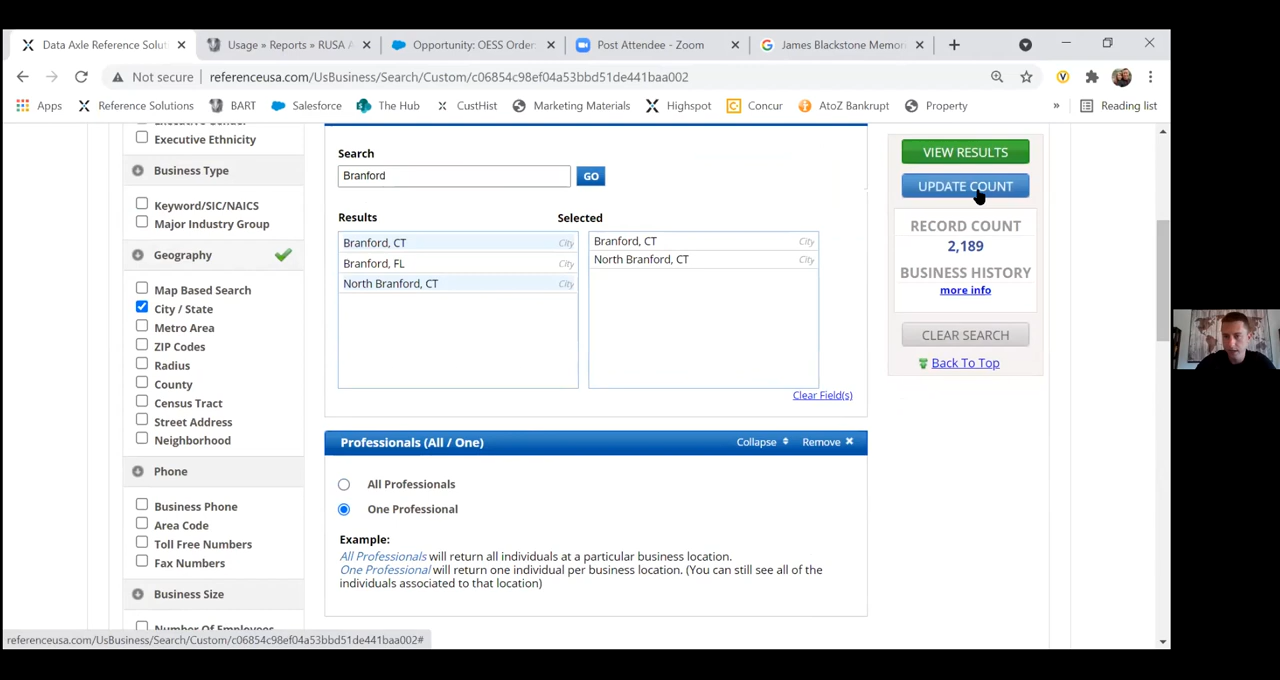 Data Axle Reference Solut
Usage » Reports » RUSA A
Opportunity: OESS Order:
Post Attendee - Zoom
James Blackstone Memor
Not secure
referenceusa.com/UsBusiness/Search/Custom/c06854c98ef04a53bbd51de441baa002
Apps
Reference Solutions
BART
Salesforce
The Hub
CustHist
Marketing Materials
Highspot
Concur
AtoZ Bankrupt
Property
»
Reading list
Executive Gender
Executive Ethnicity
Business Type
Keyword/SIC/NAICS
Major Industry Group
Geography
Map Based Search
City / State
Metro Area
ZIP Codes
Radius
County
Census Tract
Street Address
Neighborhood
Phone
Business Phone
Area Code
Toll Free Numbers
Fax Numbers
Business Size
Number Of Employees
Search
Branford
GO
Results
Selected
Branford, CT City
Branford, FL City
North Branford, CT City
Branford, CT City
North Branford, CT City
Clear Field(s)
Professionals (All / One)
Collapse
Remove
All Professionals
One Professional
Example:
All Professionals will return all individuals at a particular business location.
One Professional will return one individual per business location. (You can still see all of the
individuals associated to that location)
VIEW RESULTS
UPDATE COUNT
RECORD COUNT
2,189
BUSINESS HISTORY
more info
CLEAR SEARCH
Back To Top
referenceusa.com/UsBusiness/Search/Custom/c06854c98ef04a53bbd51de441baa002#